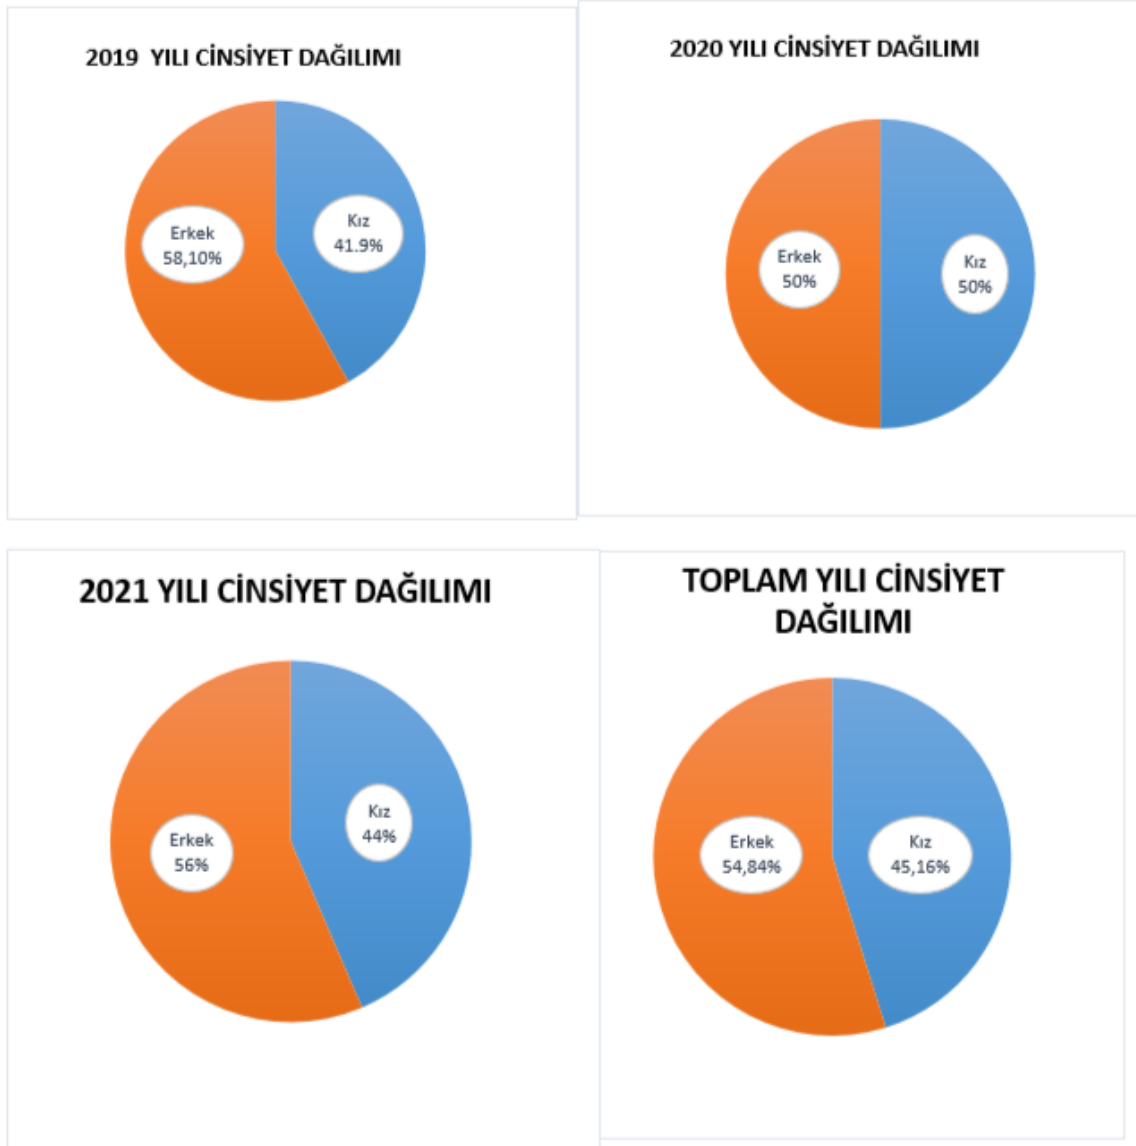 2019 YILI CİNSİYET DAĞILIMI
Erkek
58,10%
Kız
41.9%
2020 YILI CİNSİYET DAĞILIMI
Erkek
50%
Kız
50%
2021 YILI CİNSİYET DAĞILIMI
Erkek
56%
Kız
44%
TOPLAM YILI CİNSİYET
DAĞILIMI
Erkek
54,84%
Kız
45,16%